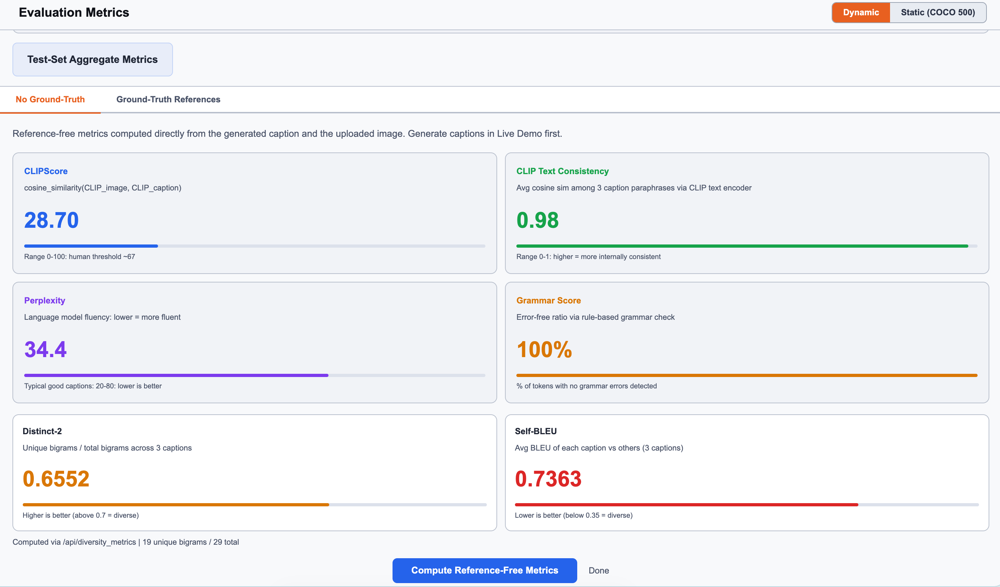 Evaluation Metrics
Dynamic
Static (COCO 500)
Test-Set Aggregate Metrics
No Ground-Truth
Ground-Truth References
Reference-free metrics computed directly from the generated caption and the uploaded image. Generate captions in Live Demo first.
CLIPScore
cosine_similarity(CLIP_image, CLIP_caption)
28.70
Range 0-100: human threshold ~67
CLIP Text Consistency
Avg cosine sim among 3 caption paraphrases via CLIP text encoder
0.98
Range 0-1: higher = more internally consistent
Perplexity
Language model fluency: lower = more fluent
34.4
Typical good captions: 20-80: lower is better
Grammar Score
Error-free ratio via rule-based grammar check
100%
% of tokens with no grammar errors detected
Distinct-2
Unique bigrams / total bigrams across 3 captions
0.6552
Higher is better (above 0.7 = diverse)
Self-BLEU
Avg BLEU of each caption vs others (3 captions)
0.7363
Lower is better (below 0.35 = diverse)
Computed via /api/diversity_metrics | 19 unique bigrams / 29 total
Compute Reference-Free Metrics
Done